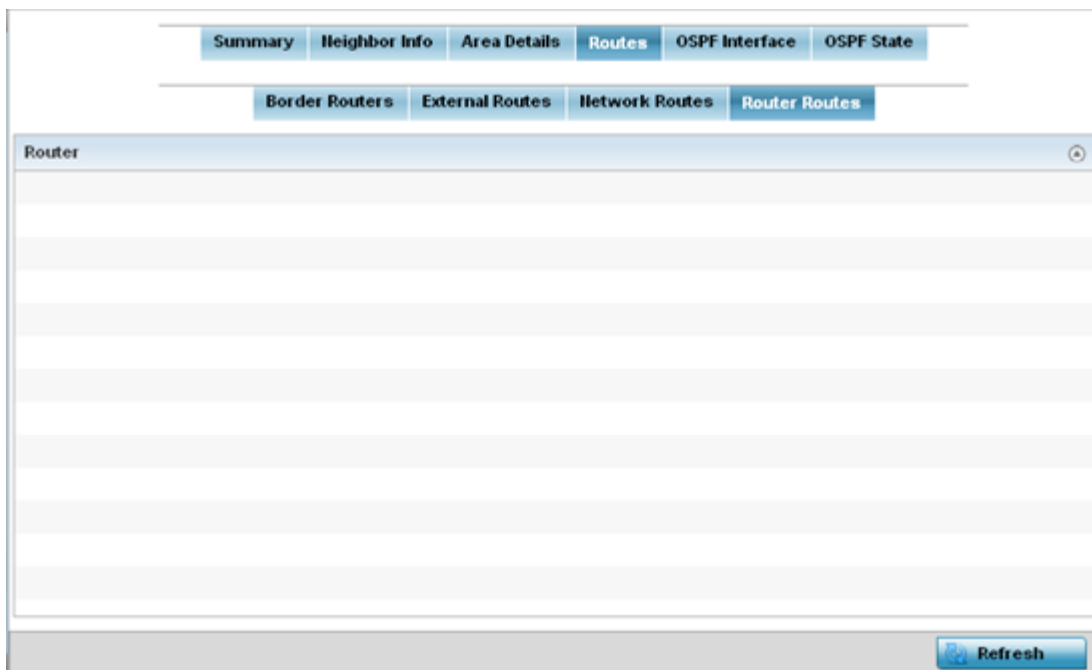 Summary Neighbor Info Area Details Routes OSPF Interface OSPF State
Border Routers External Routes Network Routes Router Routes
Router
Refresh